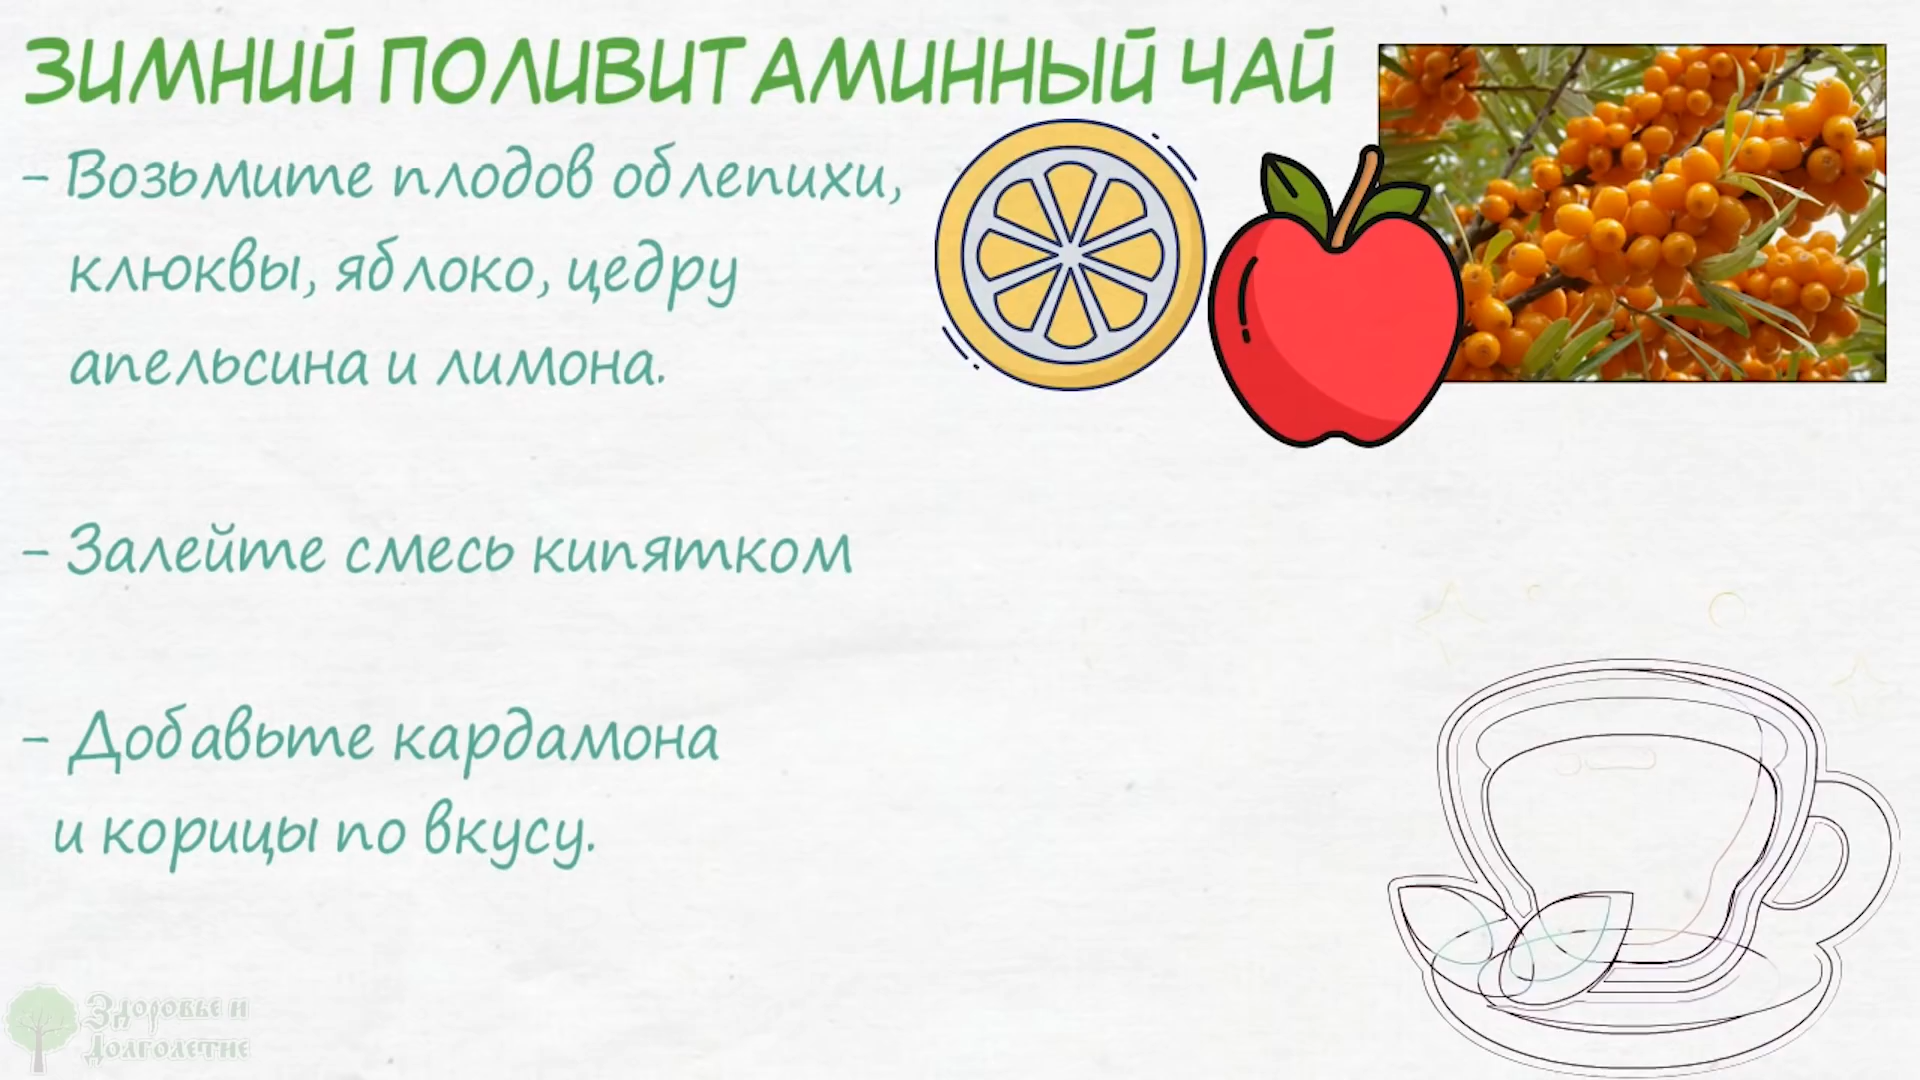 ЗИМНИЙ ПОЛИВИТАМИННЫЙ ЧАЙ
- Возьмите плодов облепихи,
клюквы, яблоко, цедру
апельсина и лимона.
- Залейте смесь кипятком
- Добавьте кардамона
и корицы по вкусу.
Здоровье и
Долголетие